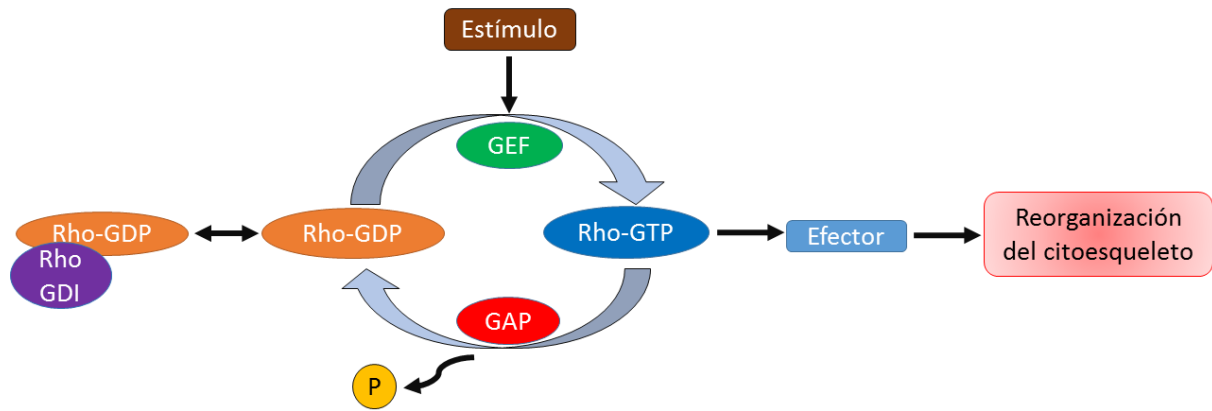 Estímulo
GEF
Rho-GDP
Rho
GDI
Rho-GDP
Rho-GTP
Efector
Reorganización
del citoesqueleto
GAP
P